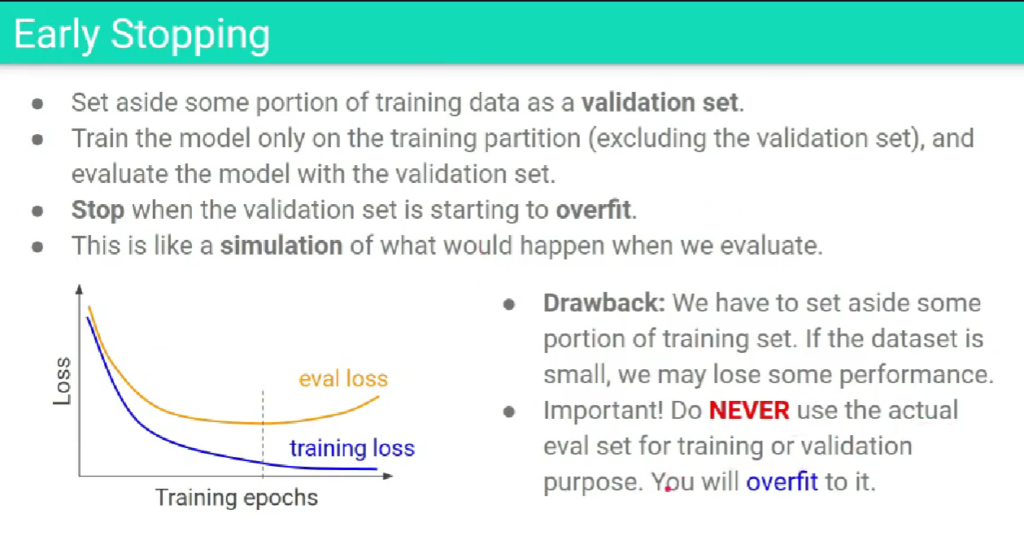 Early Stopping
● Set aside some portion of training data as a validation set.
● Train the model only on the training partition (excluding the validation set), and
evaluate the model with the validation set.
● Stop when the validation set is starting to overfit.
● This is like a simulation of what would happen when we evaluate.
Loss
eval loss
training loss
Training epochs
● Drawback: We have to set aside some
portion of training set. If the dataset is
small, we may lose some performance.
● Important! Do NEVER use the actual
eval set for training or validation
purpose. You will overfit to it.